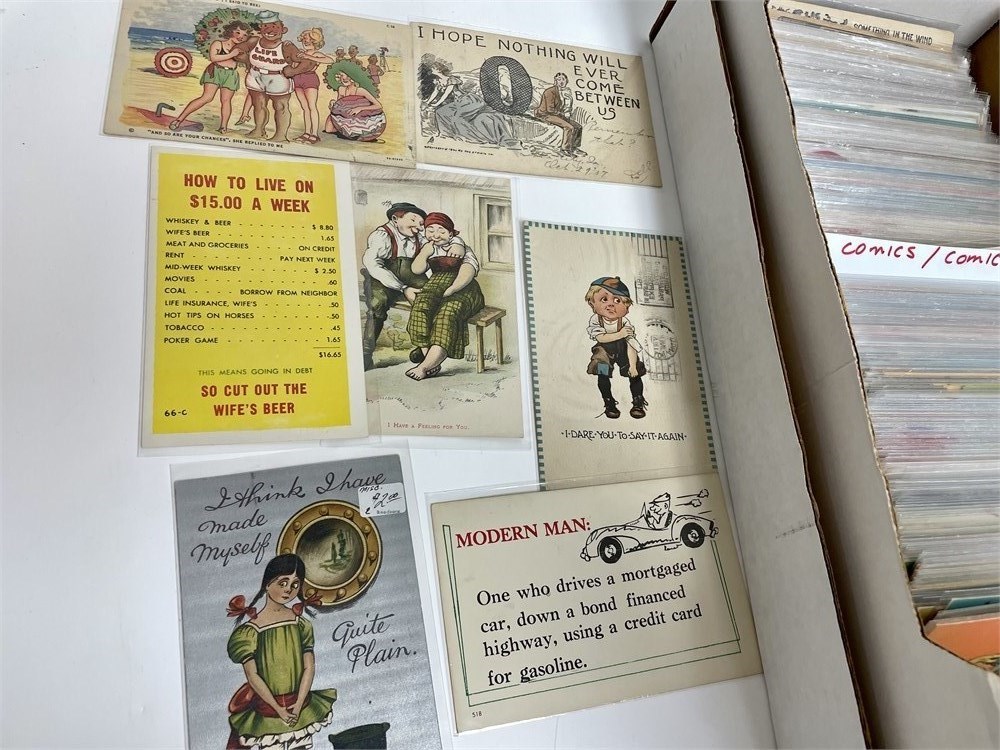 LIFE
GUARD
"AND SO ARE YOUR CHANCES", SHE REPLIED TO ME
I HOPE NOTHING WILL
EVER
COME
BETWEEN
US
O
HOW TO LIVE ON
$15.00 A WEEK
WHISKEY & BEER - - - - - - - - $ 8.80
WIFE'S BEER - - - - - - - - - - 1.65
MEAT AND GROCERIES - - - - ON CREDIT
RENT - - - - - - - - PAY NEXT WEEK
MID-WEEK WHISKEY - - - - - - - $ 2.50
MOVIES - - - - - - - - - - - - .60
COAL - - - - - BORROW FROM NEIGHBOR
LIFE INSURANCE, WIFE'S - - - - - .50
HOT TIPS ON HORSES - - - - - - .50
TOBACCO - - - - - - - - - - - .45
POKER GAME - - - - - - - - - 1.65
$16.65
THIS MEANS GOING IN DEBT
SO CUT OUT THE
WIFE'S BEER
66-C
I HAVE A FEELING FOR YOU.
·I·DARE·YOU·TO·SAY·IT·AGAIN·
I think I have
made
Myself
Quite
Plain.
MISC.
$2.00
MODERN MAN:
One who drives a mortgaged
car, down a bond financed
highway, using a credit card
for gasoline.
518
SOMETHING IN THE WIND
COMICS / COMIC